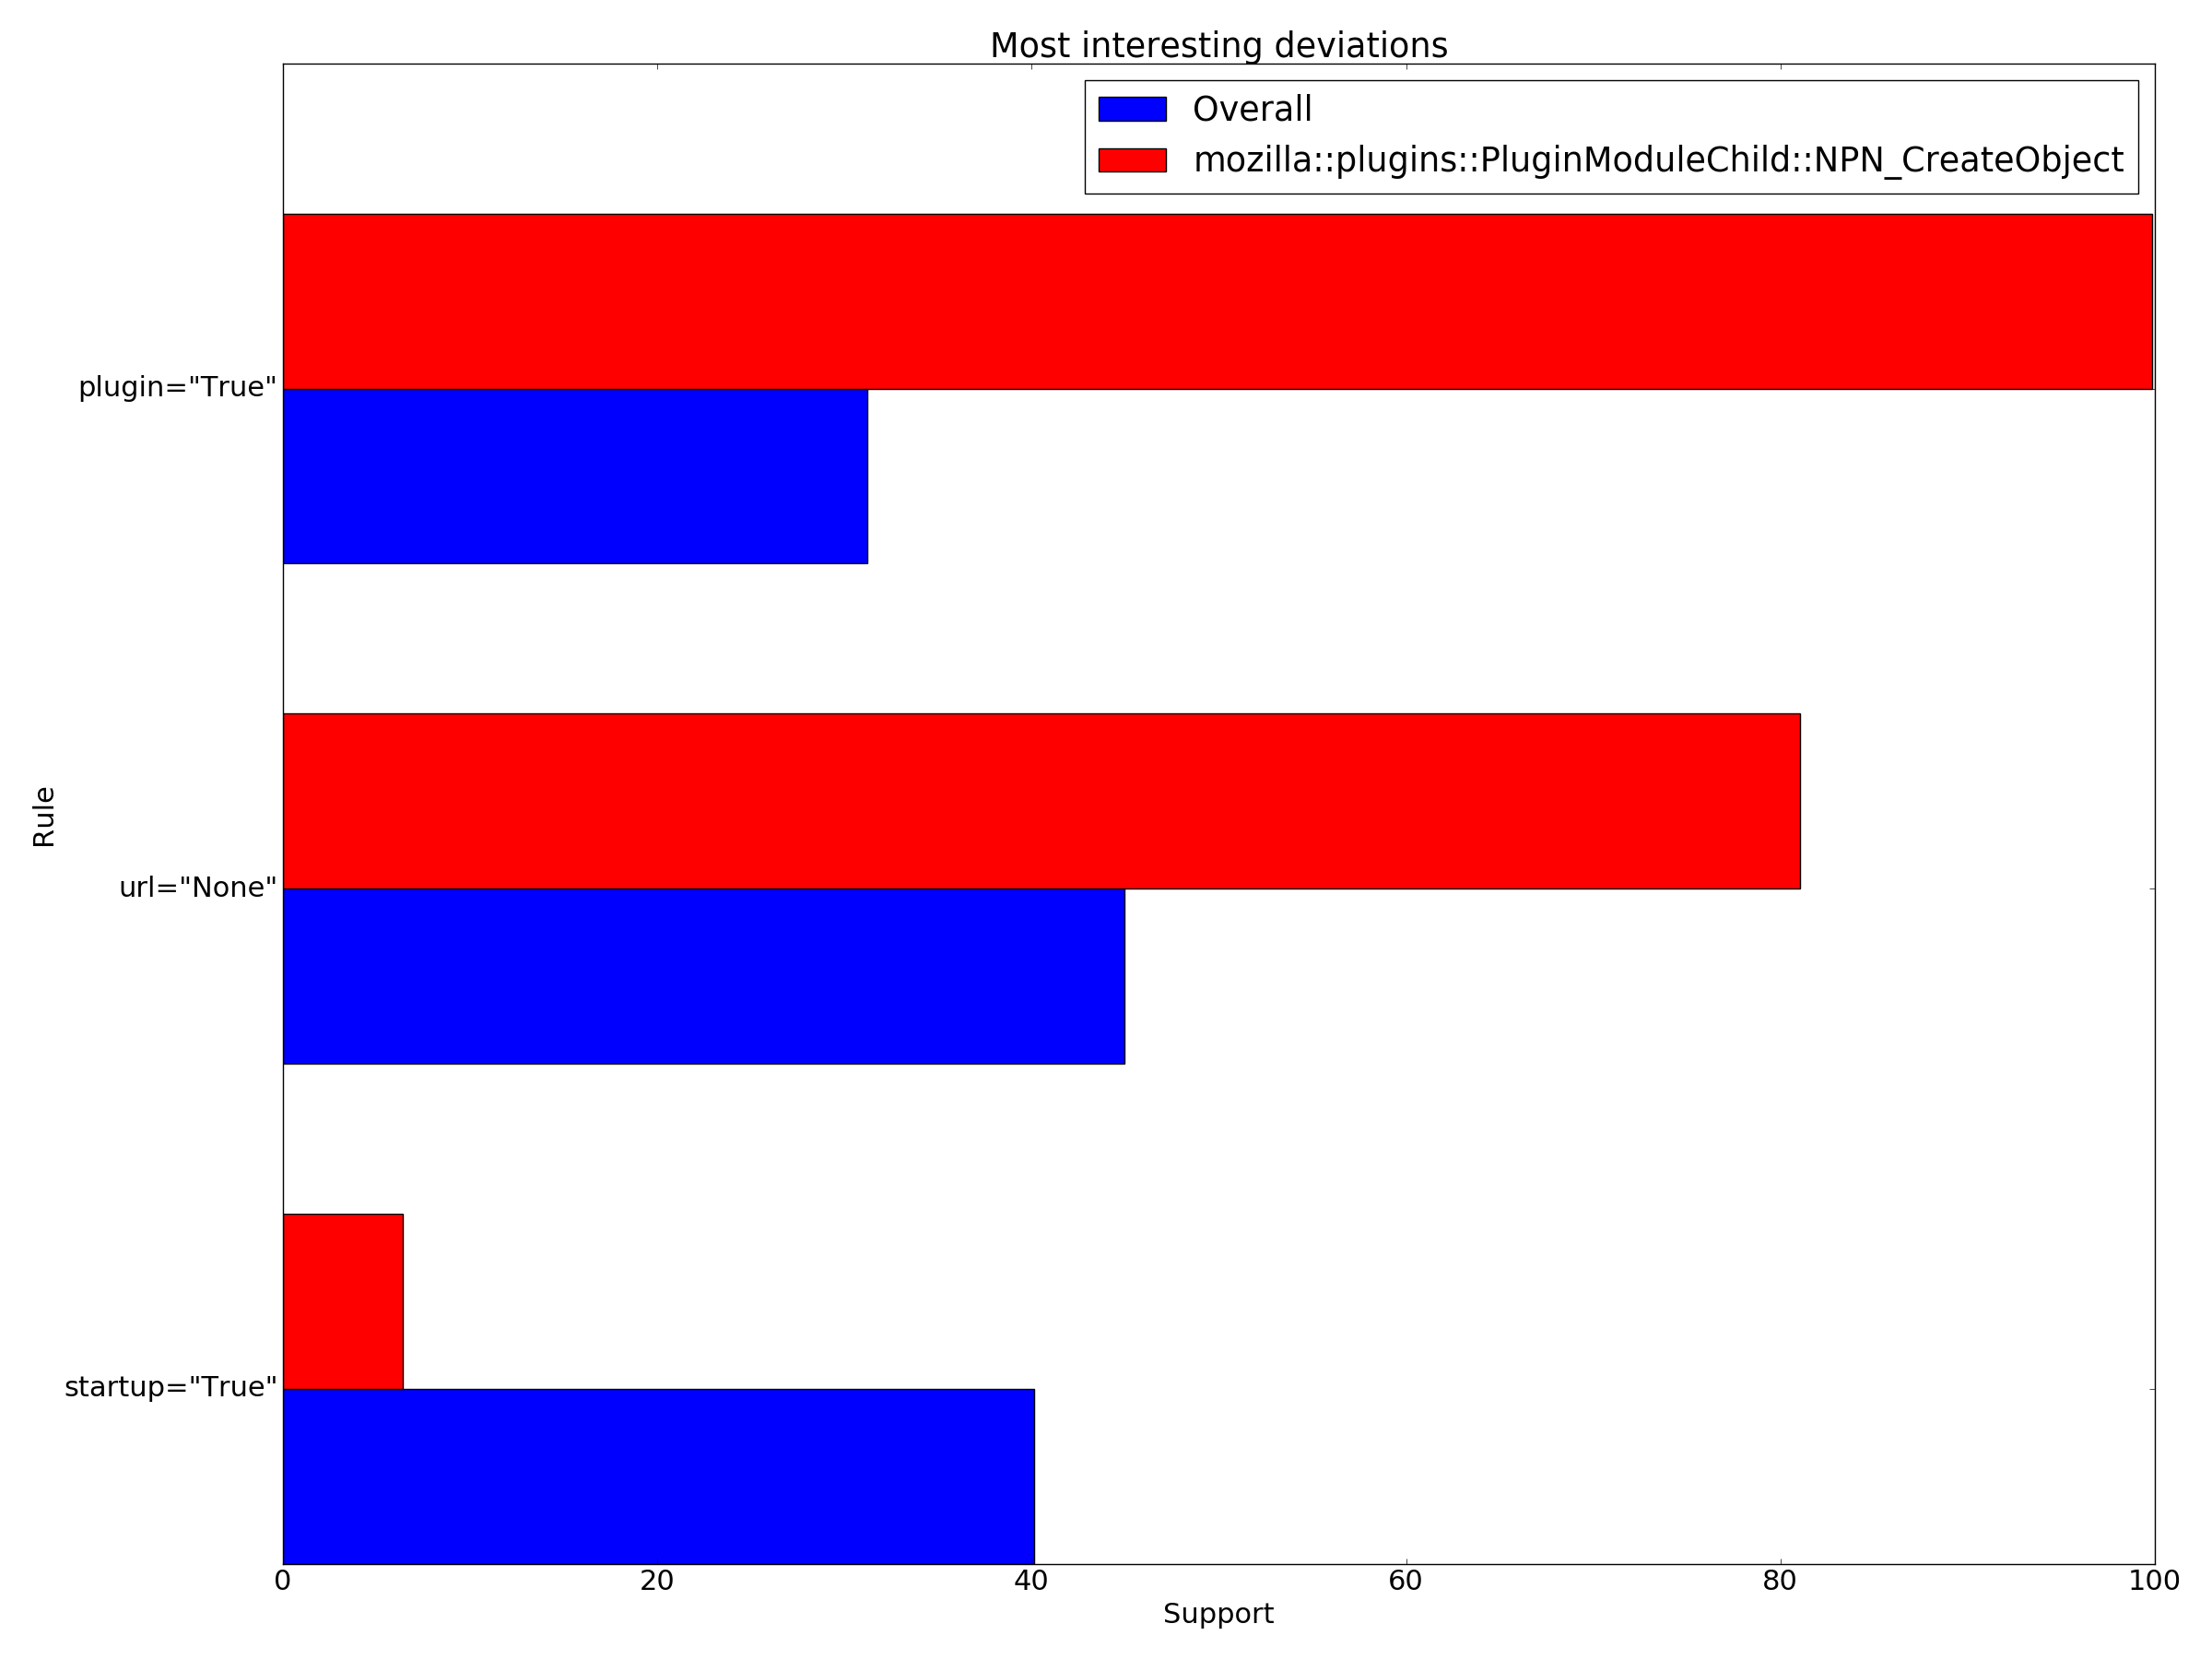 Most interesting deviations
Overall
mozilla::plugins::PluginModuleChild::NPN_CreateObject
plugin="True"
url="None"
startup="True"
Rule
0 20 40 60 80 100
Support